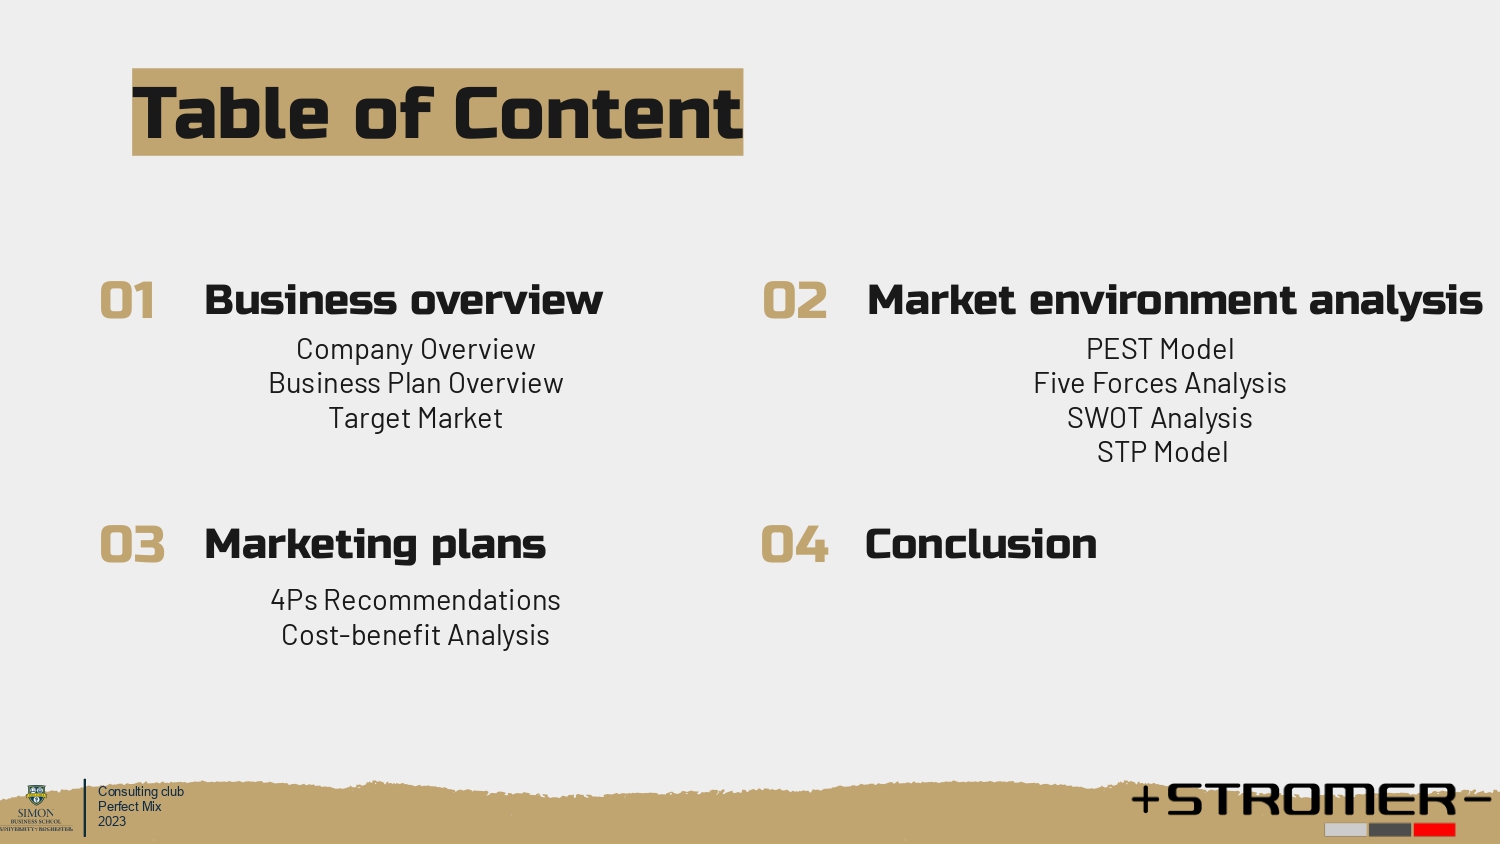 Table of Content
01 Business overview
Company Overview
Business Plan Overview
Target Market
02 Market environment analysis
PEST Model
Five Forces Analysis
SWOT Analysis
STP Model
03 Marketing plans
4Ps Recommendations
Cost-benefit Analysis
04 Conclusion
SIMON
BUSINESS SCHOOL
UNIVERSITY of ROCHESTER
Consulting club
Perfect Mix
2023
+STROMER−